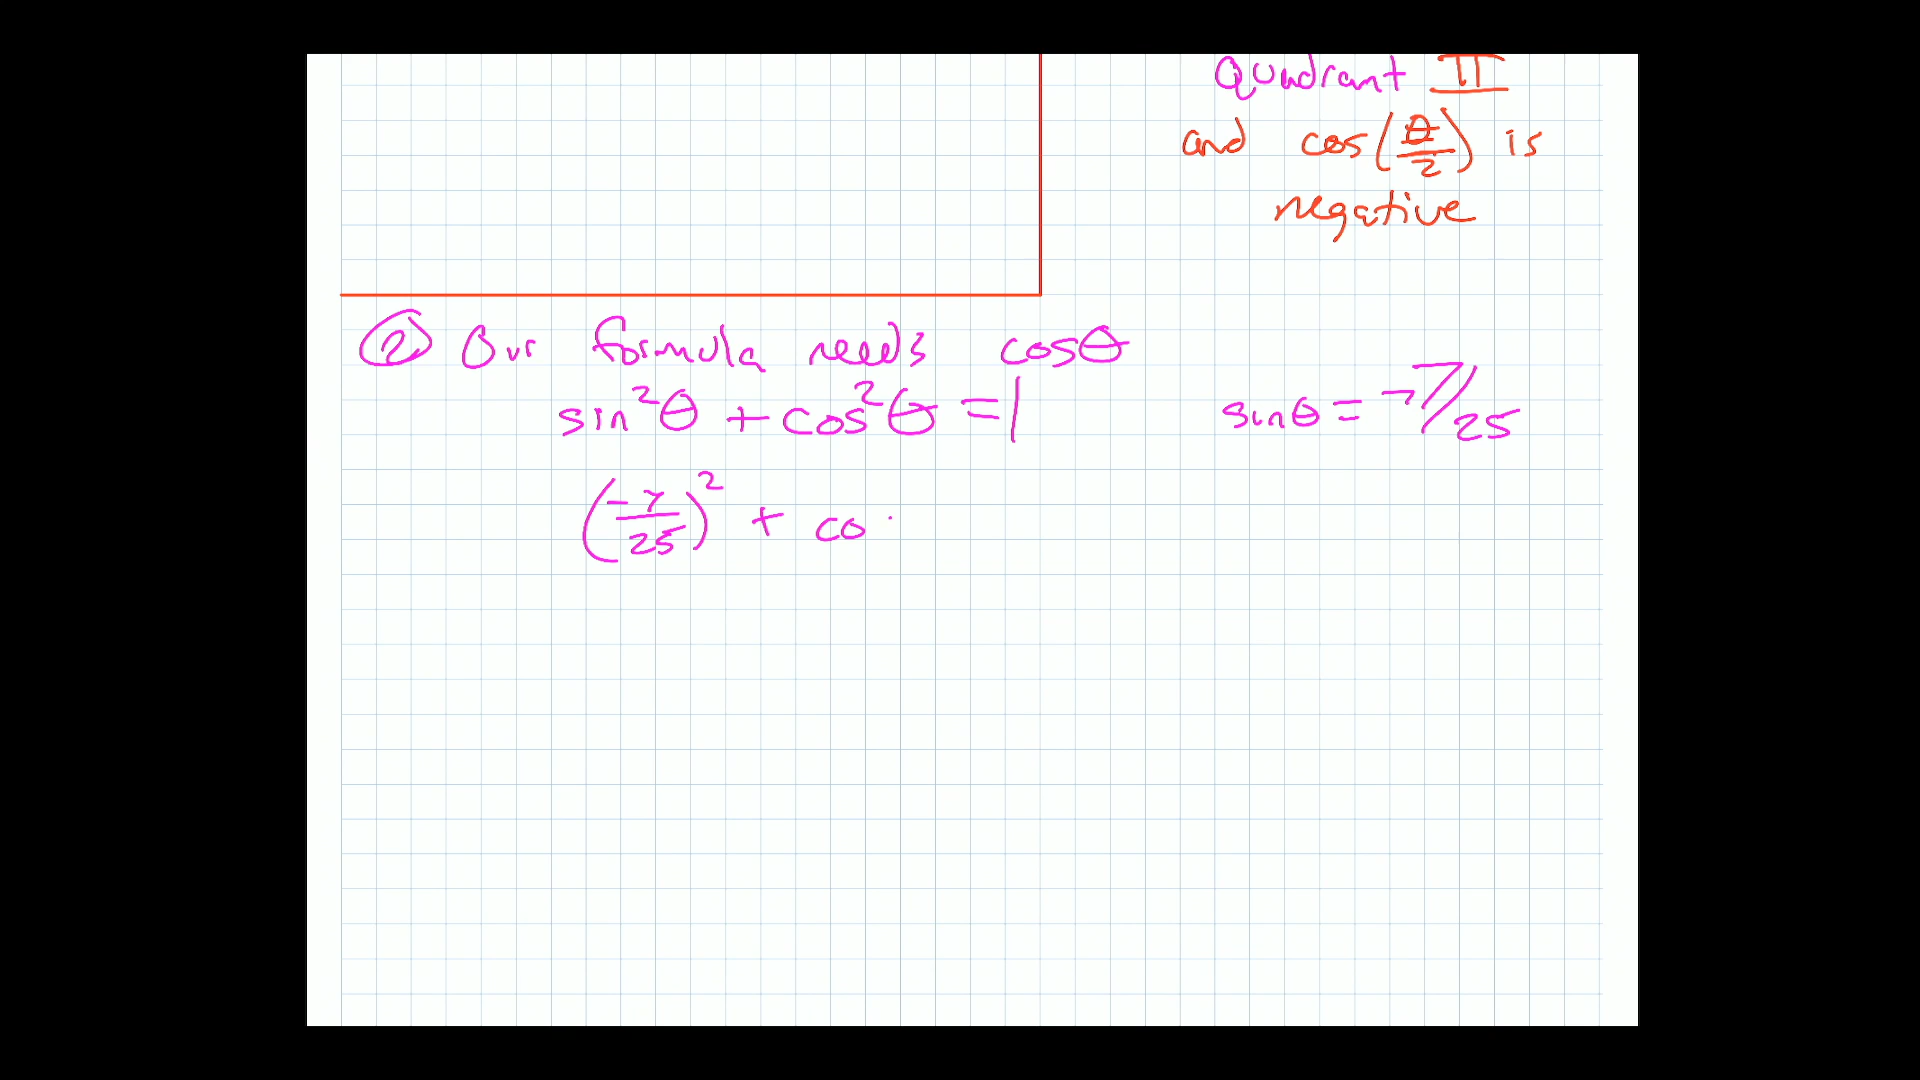 Quadrant II
and cos(θ/2) is
negative
② Our formula needs cosθ
sin²θ + cos²θ = 1
sinθ = -7/25
(-7/25)² + co